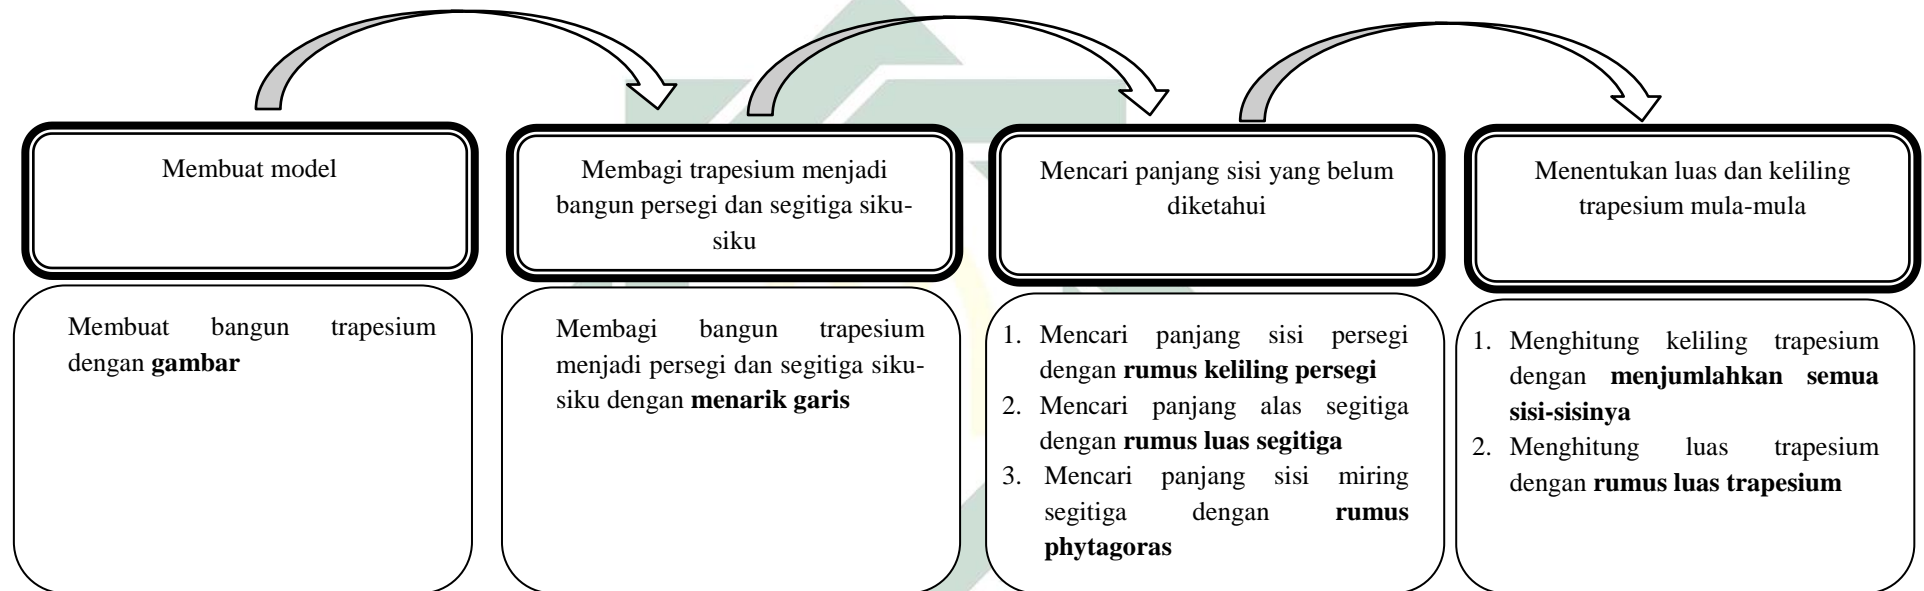 Membuat model
Membagi trapesium menjadi
bangun persegi dan segitiga siku-
siku
Mencari panjang sisi yang belum
diketahui
Menentukan luas dan keliling
trapesium mula-mula
Membuat bangun trapesium
dengan gambar
Membagi bangun trapesium
menjadi persegi dan segitiga siku-
siku dengan menarik garis
1. Mencari panjang sisi persegi
dengan rumus keliling persegi
2. Mencari panjang alas segitiga
dengan rumus luas segitiga
3. Mencari panjang sisi miring
segitiga dengan rumus
phytagoras
1. Menghitung keliling trapesium
dengan menjumlahkan semua
sisi-sisinya
2. Menghitung luas trapesium
dengan rumus luas trapesium